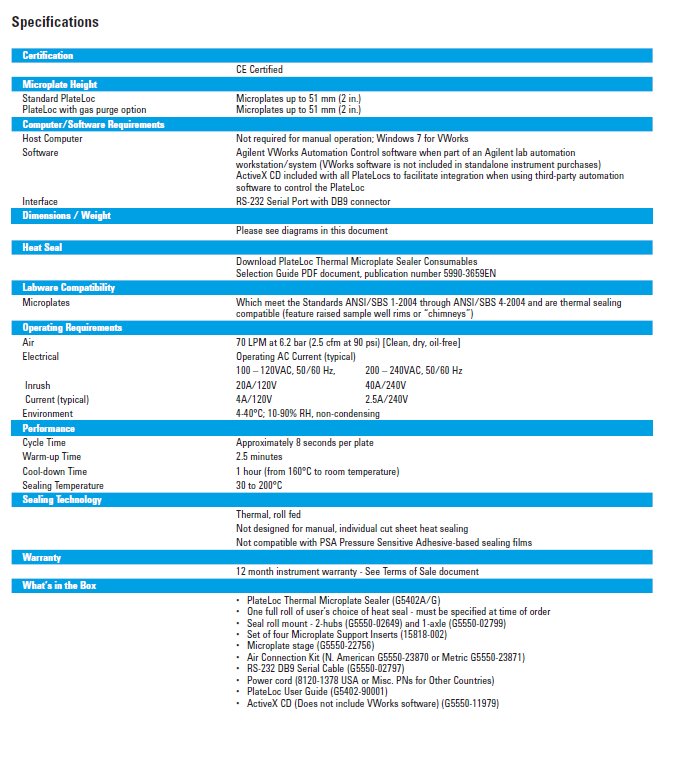 Specifications
Certification
CE Certified
Microplate Height
Standard PlateLoc Microplates up to 51 mm (2 in.)
PlateLoc with gas purge option Microplates up to 51 mm (2 in.)
Computer/Software Requirements
Host Computer Not required for manual operation; Windows 7 for VWorks
Software Agilent VWorks Automation Control software when part of an Agilent lab automation
workstation/system (VWorks software is not included in standalone instrument purchases)
ActiveX CD included with all PlateLocs to facilitate integration when using third-party automation
software to control the PlateLoc
Interface RS-232 Serial Port with DB9 connector
Dimensions / Weight
Please see diagrams in this document
Heat Seal
Download PlateLoc Thermal Microplate Sealer Consumables
Selection Guide PDF document, publication number 5990-3659EN
Labware Compatibility
Microplates Which meet the Standards ANSI/SBS 1-2004 through ANSI/SBS 4-2004 and are thermal sealing
compatible (feature raised sample well rims or “chimneys”)
Operating Requirements
Air 70 LPM at 6.2 bar (2.5 cfm at 90 psi) [Clean, dry, oil-free]
Electrical Operating AC Current (typical)
100 – 120VAC, 50/60 Hz, 200 – 240VAC, 50/60 Hz
Inrush 20A/120V 40A/240V
Current (typical) 4A/120V 2.5A/240V
Environment 4-40°C; 10-90% RH, non-condensing
Performance
Cycle Time Approximately 8 seconds per plate
Warm-up Time 2.5 minutes
Cool-down Time 1 hour (from 160°C to room temperature)
Sealing Temperature 30 to 200°C
Sealing Technology
Thermal, roll fed
Not designed for manual, individual cut sheet heat sealing
Not compatible with PSA Pressure Sensitive Adhesive-based sealing films
Warranty
12 month instrument warranty - See Terms of Sale document
What's in the Box
• PlateLoc Thermal Microplate Sealer (G5402A/G)
• One full roll of user's choice of heat seal - must be specified at time of order
• Seal roll mount - 2-hubs (G5550-02649) and 1-axle (G5550-02799)
• Set of four Microplate Support Inserts (15818-002)
• Microplate stage (G5550-22756)
• Air Connection Kit (N. American G5550-23870 or Metric G5550-23871)
• RS-232 DB9 Serial Cable (G5550-02797)
• Power cord (8120-1378 USA or Misc. PNs for Other Countries)
• PlateLoc User Guide (G5402-90001)
• ActiveX CD (Does not include VWorks software) (G5550-11979)